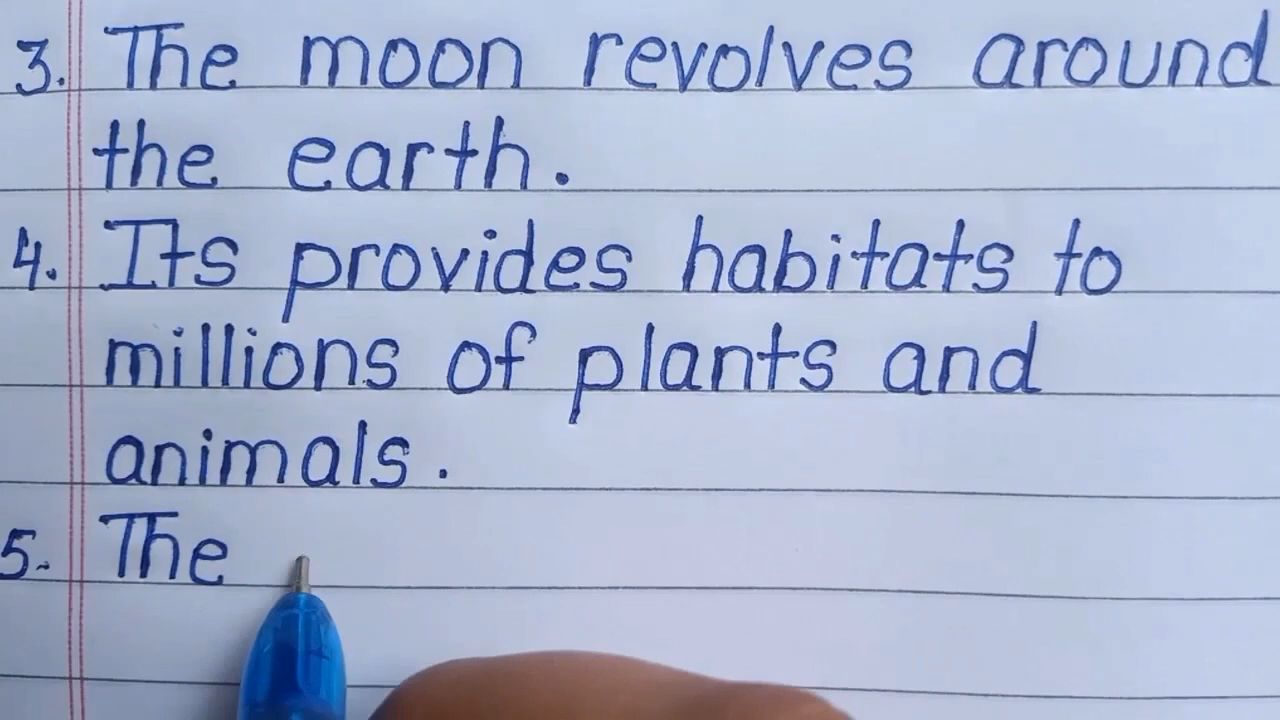 3. The moon revolves around
the earth.
4. Its provides habitats to
millions of plants and
animals.
5. The